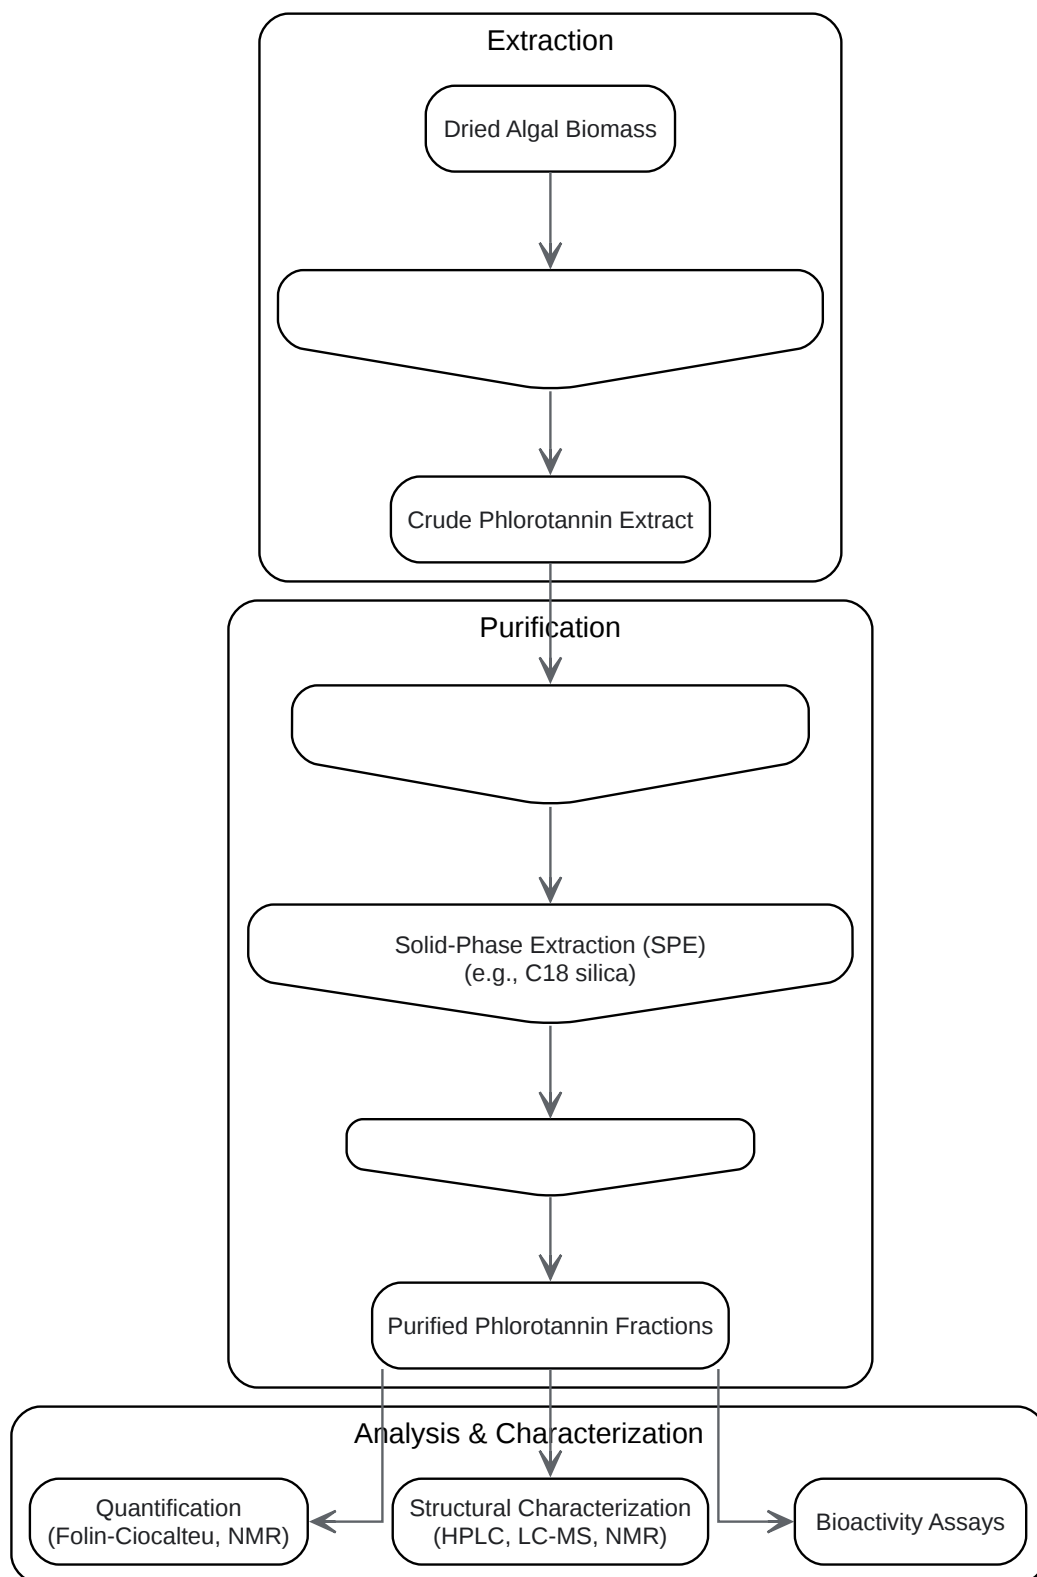 Extraction
Dried Algal Biomass
Crude Phlorotannin Extract
Purification
Solid-Phase Extraction (SPE)
(e.g., C18 silica)
Purified Phlorotannin Fractions
Analysis & Characterization
Quantification
(Folin-Ciocalteu, NMR)
Structural Characterization
(HPLC, LC-MS, NMR)
Bioactivity Assays